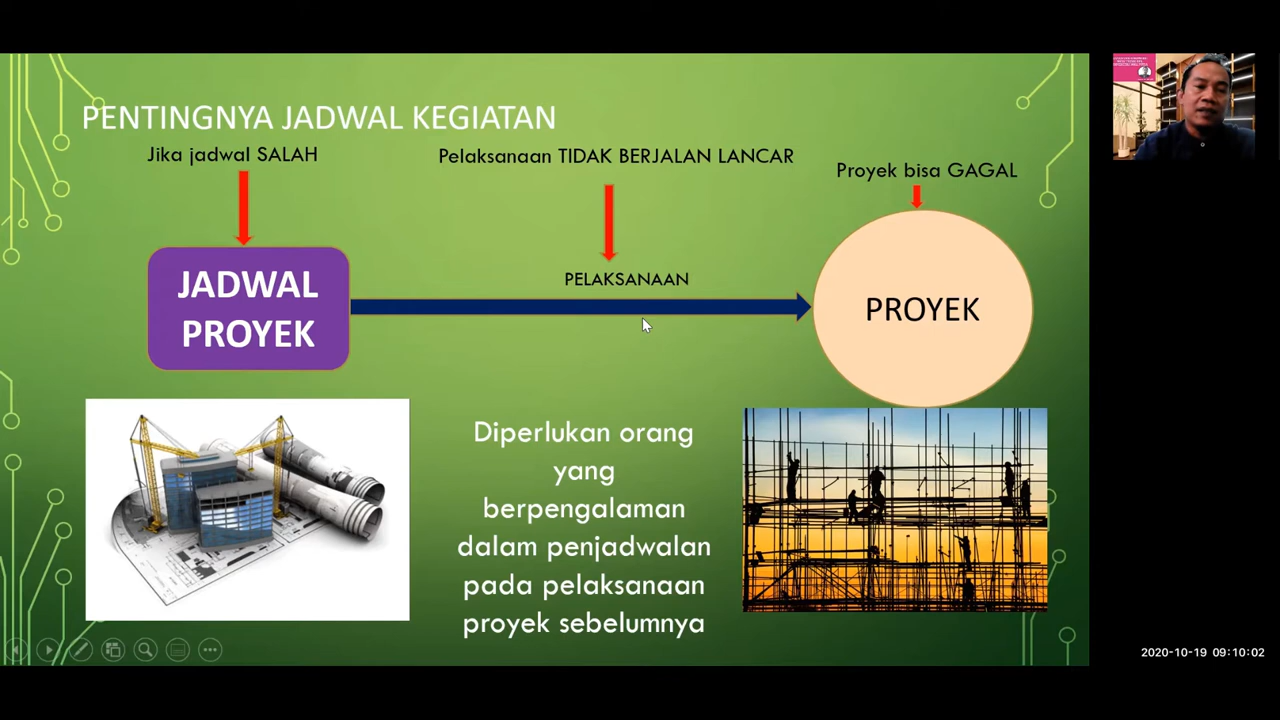 PENTINGNYA JADWAL KEGIATAN
Jika jadwal SALAH
Pelaksanaan TIDAK BERJALAN LANCAR
Proyek bisa GAGAL
JADWAL
PROYEK
PELAKSANAAN
PROYEK
Diperlukan orang
yang
berpengalaman
dalam penjadwalan
pada pelaksanaan
proyek sebelumnya
2020-10-19 09:10:02